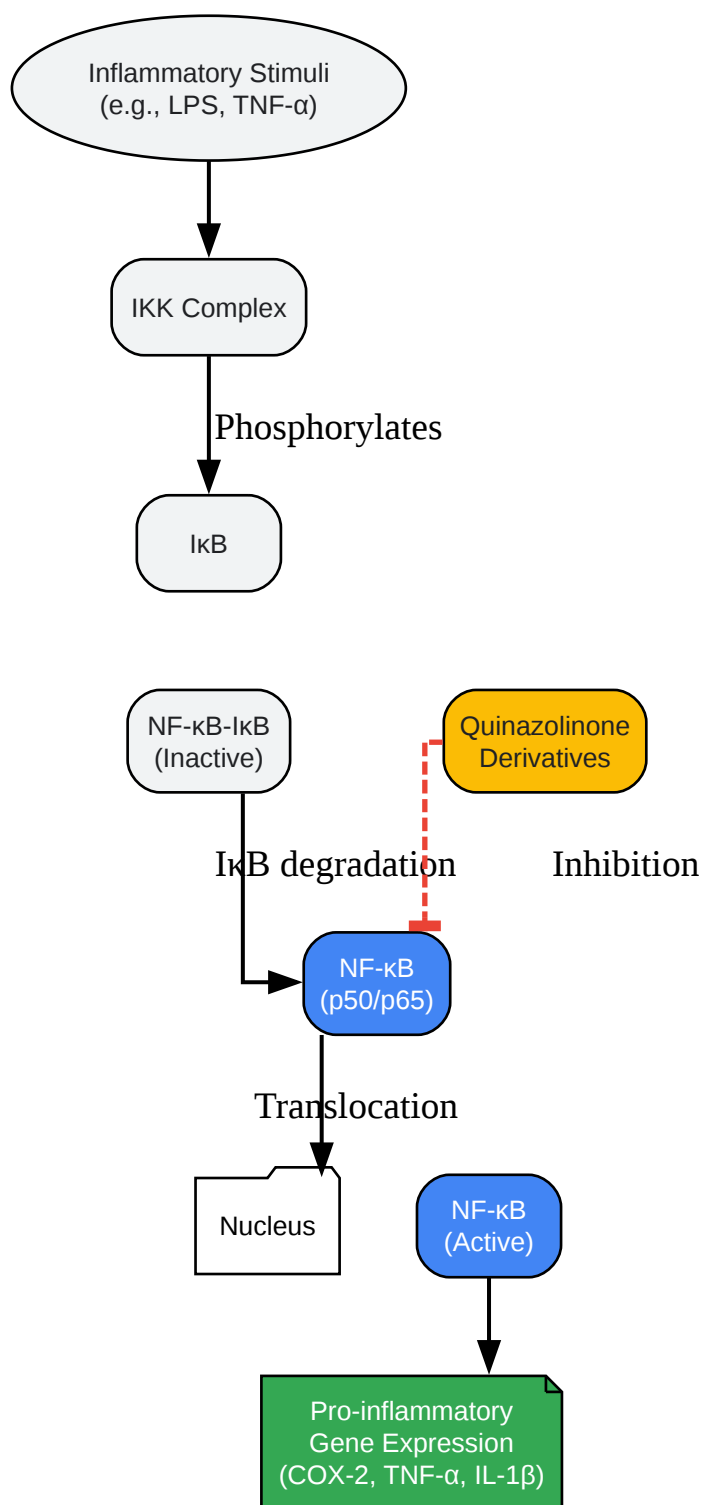 Inflammatory Stimuli
(e.g., LPS, TNF-α)
IKK Complex
Phosphorylates
IκB
NF-κB-IκB
(Inactive)
Quinazolinone
Derivatives
IκB degradation
Inhibition
NF-κB
(p50/p65)
Translocation
Nucleus
NF-κB
(Active)
Pro-inflammatory
Gene Expression
(COX-2, TNF-α, IL-1β)